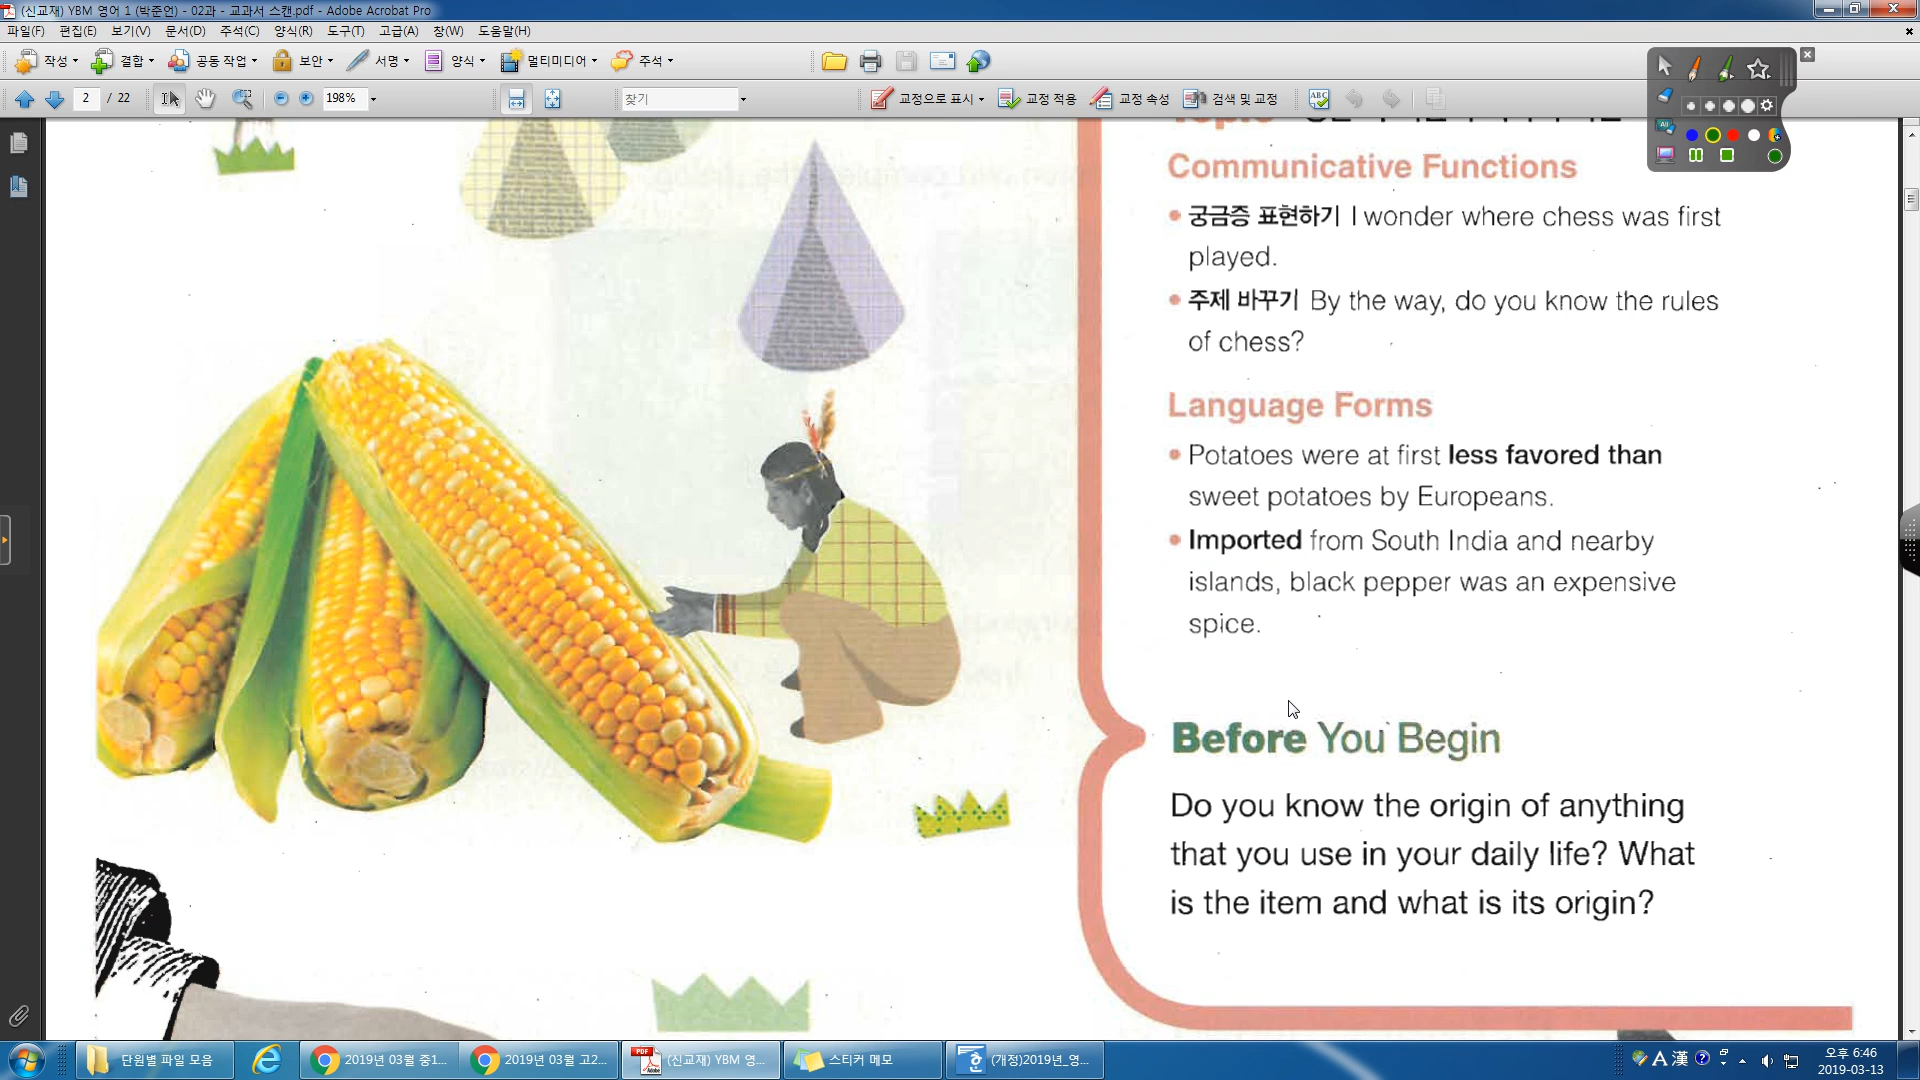 (신교재) YBM 영어 1 (박준언) - 02과 - 교과서 스캔.pdf - Adobe Acrobat Pro
파일(F) 편집(E) 보기(V) 문서(D) 주석(C) 양식(R) 도구(T) 고급(A) 창(W) 도움말(H)
작성 결합 공동 작업 보안 서명 양식 멀티미디어 주석
2 / 22 198% 찾기 교정으로 표시 교정 적용 교정 속성 검색 및 교정
Topic
Communicative Functions
• 궁금증 표현하기 I wonder where chess was first
played.
• 주제 바꾸기 By the way, do you know the rules
of chess?
Language Forms
• Potatoes were at first less favored than
sweet potatoes by Europeans.
• Imported from South India and nearby
islands, black pepper was an expensive
spice.
Before You Begin
Do you know the origin of anything
that you use in your daily life? What
is the item and what is its origin?
단원별 파일 모음
2019년 03월 중1...
2019년 03월 고2...
(신교재) YBM 영...
스티커 메모
(개정)2019년_영...
A 漢
오후 6:46
2019-03-13